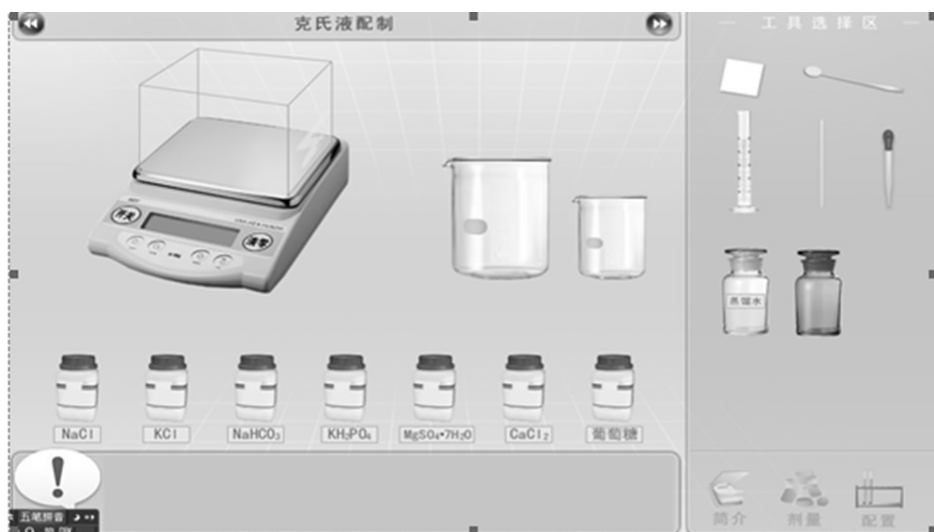 克氏液配制
工具选择区
开关
清零
蒸馏水
NaCl
KCl
NaHCO₃
KH₂PO₄
MgSO₄•7H₂O
CaCl₂
葡萄糖
五笔拼音
简介
剂量
配置